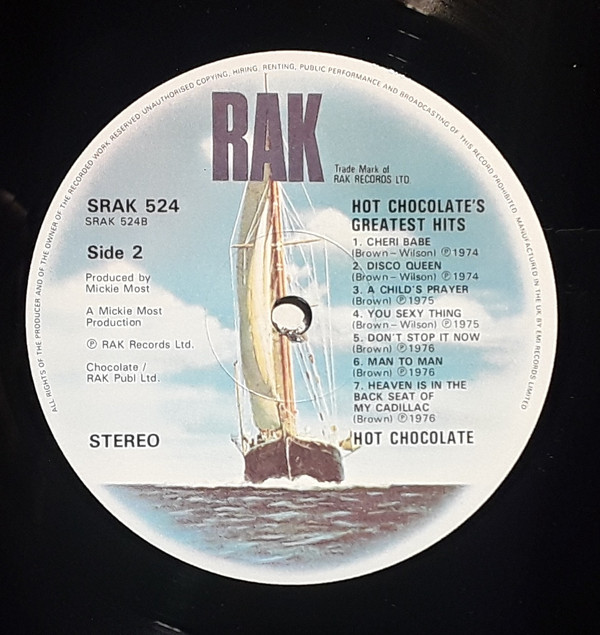 ALL RIGHTS OF THE PRODUCER AND OF THE OWNER OF THE RECORDED WORK RESERVED · UNAUTHORISED COPYING, HIRING, RENTING, PUBLIC PERFORMANCE AND BROADCASTING OF THIS RECORD PROHIBITED. MANUFACTURED IN THE UK BY EMI RECORDS LIMITED
RAK
Trade Mark of
RAK RECORDS LTD.
SRAK 524
SRAK 524B
Side 2
Produced by
Mickie Most
A Mickie Most
Production
℗ RAK Records Ltd.
Chocolate /
RAK Publ Ltd.
STEREO
HOT CHOCOLATE'S
GREATEST HITS
1. CHERI BABE
(Brown – Wilson) ℗ 1974
2. DISCO QUEEN
(Brown – Wilson) ℗ 1974
3. A CHILD'S PRAYER
(Brown) ℗ 1975
4. YOU SEXY THING
(Brown – Wilson) ℗ 1975
5. DON'T STOP IT NOW
(Brown) ℗ 1976
6. MAN TO MAN
(Brown) ℗ 1976
7. HEAVEN IS IN THE
BACK SEAT OF
MY CADILLAC
(Brown) ℗ 1976
HOT CHOCOLATE